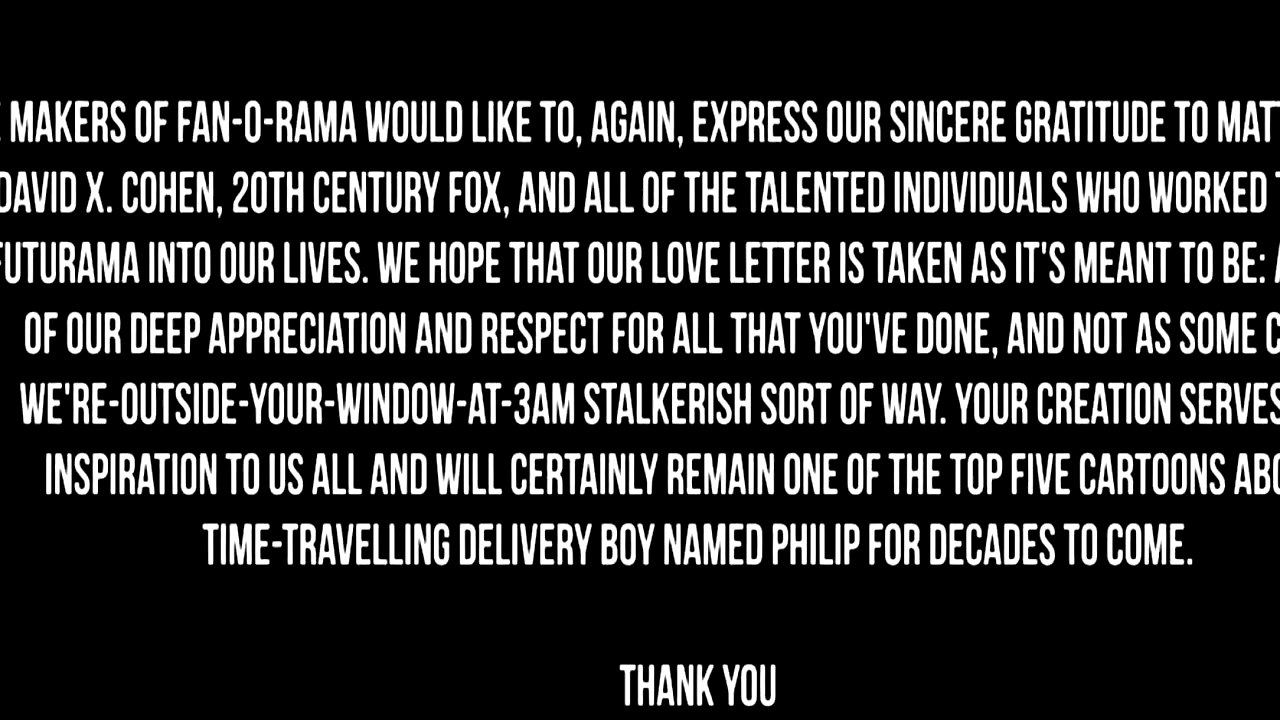 MAKERS OF FAN-O-RAMA WOULD LIKE TO, AGAIN, EXPRESS OUR SINCERE GRATITUDE TO MAT
DAVID X. COHEN, 20TH CENTURY FOX, AND ALL OF THE TALENTED INDIVIDUALS WHO WORKED
FUTURAMA INTO OUR LIVES. WE HOPE THAT OUR LOVE LETTER IS TAKEN AS IT'S MEANT TO BE: A
OF OUR DEEP APPRECIATION AND RESPECT FOR ALL THAT YOU'VE DONE, AND NOT AS SOME C
WE'RE-OUTSIDE-YOUR-WINDOW-AT-3AM STALKERISH SORT OF WAY. YOUR CREATION SERVES
INSPIRATION TO US ALL AND WILL CERTAINLY REMAIN ONE OF THE TOP FIVE CARTOONS ABO
TIME-TRAVELLING DELIVERY BOY NAMED PHILIP FOR DECADES TO COME.
THANK YOU